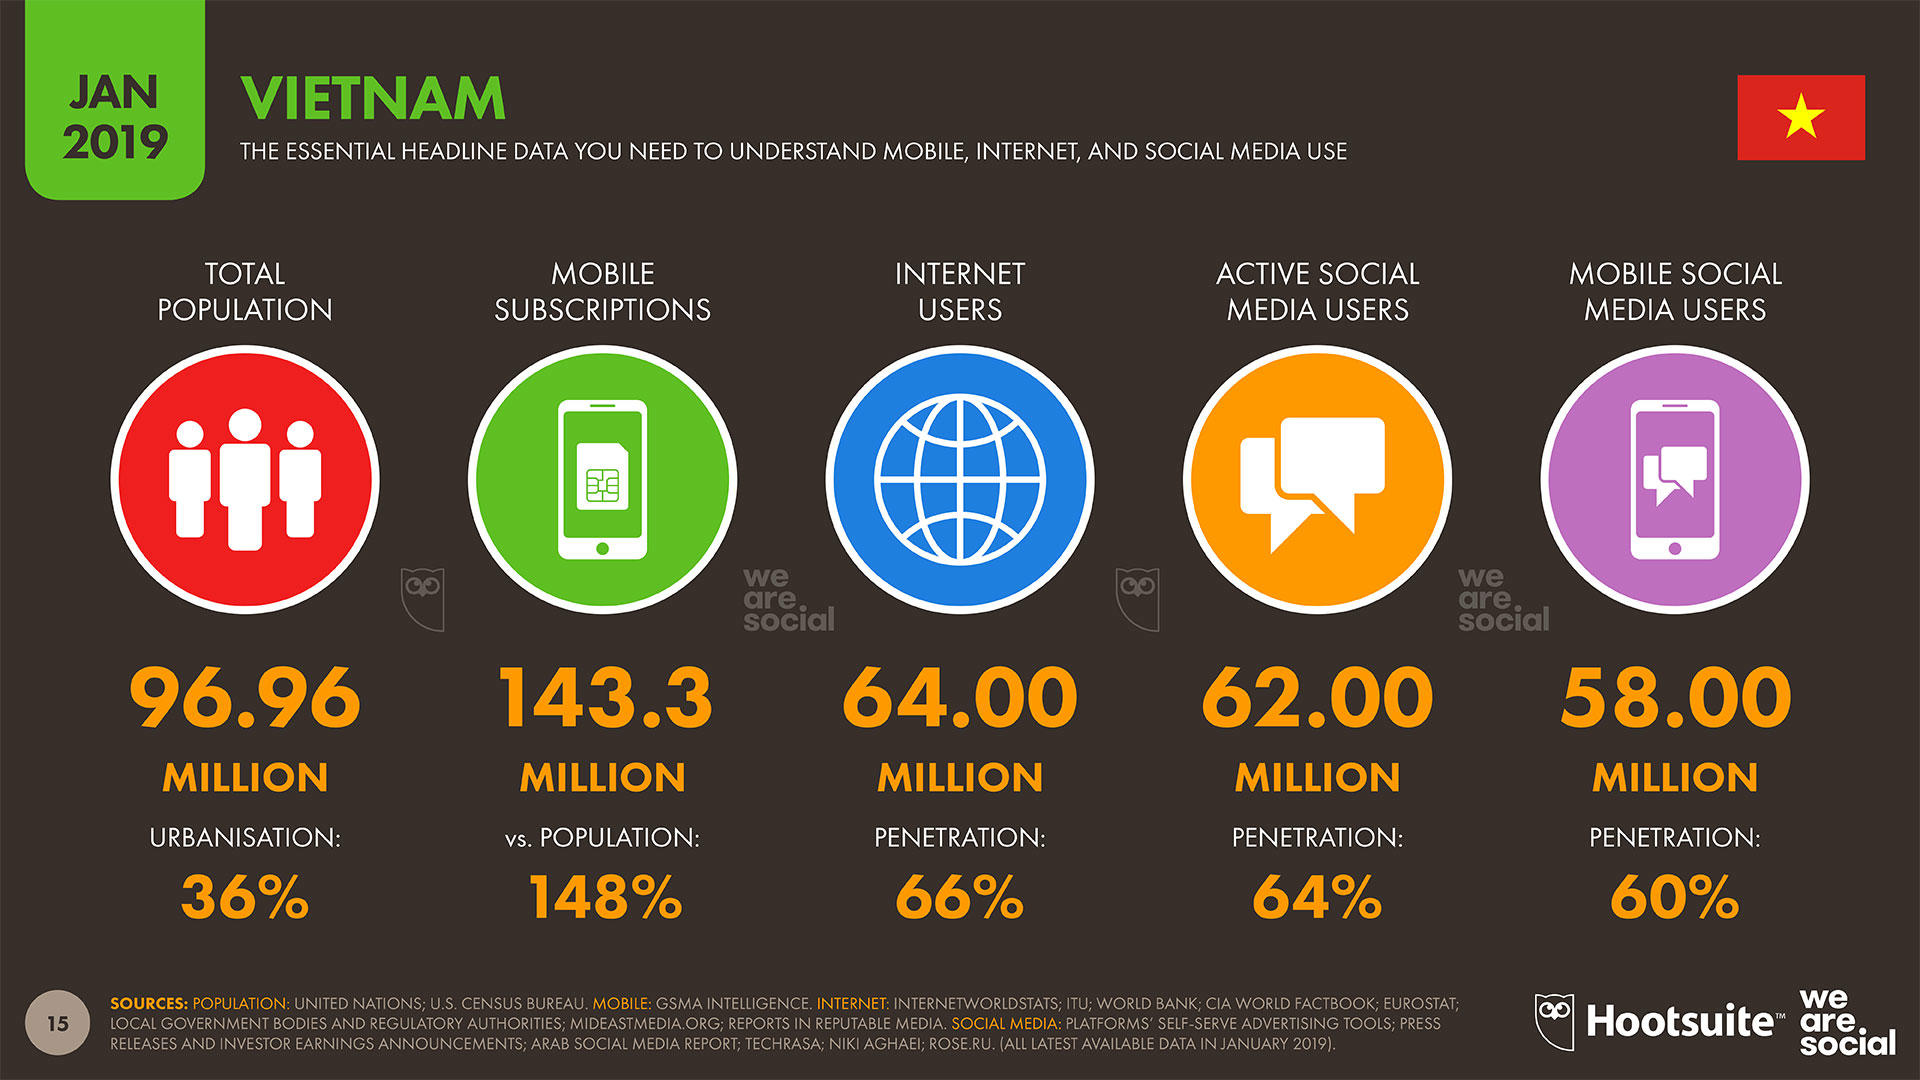 JAN
2019
VIETNAM
THE ESSENTIAL HEADLINE DATA YOU NEED TO UNDERSTAND MOBILE, INTERNET, AND SOCIAL MEDIA USE
TOTAL
POPULATION
MOBILE
SUBSCRIPTIONS
INTERNET
USERS
ACTIVE SOCIAL
MEDIA USERS
MOBILE SOCIAL
MEDIA USERS
we
are
social
we
are
social
96.96
MILLION
URBANISATION:
36%
143.3
MILLION
vs. POPULATION:
148%
64.00
MILLION
PENETRATION:
66%
62.00
MILLION
PENETRATION:
64%
58.00
MILLION
PENETRATION:
60%
15
SOURCES: POPULATION: UNITED NATIONS; U.S. CENSUS BUREAU. MOBILE: GSMA INTELLIGENCE. INTERNET: INTERNETWORLDSTATS; ITU; WORLD BANK; CIA WORLD FACTBOOK; EUROSTAT;
LOCAL GOVERNMENT BODIES AND REGULATORY AUTHORITIES; MIDEASTMEDIA.ORG; REPORTS IN REPUTABLE MEDIA. SOCIAL MEDIA: PLATFORMS' SELF-SERVE ADVERTISING TOOLS; PRESS
RELEASES AND INVESTOR EARNINGS ANNOUNCEMENTS; ARAB SOCIAL MEDIA REPORT; TECHRASA; NIKI AGHAEI; ROSE.RU. (ALL LATEST AVAILABLE DATA IN JANUARY 2019).
Hootsuite™
we
are
social